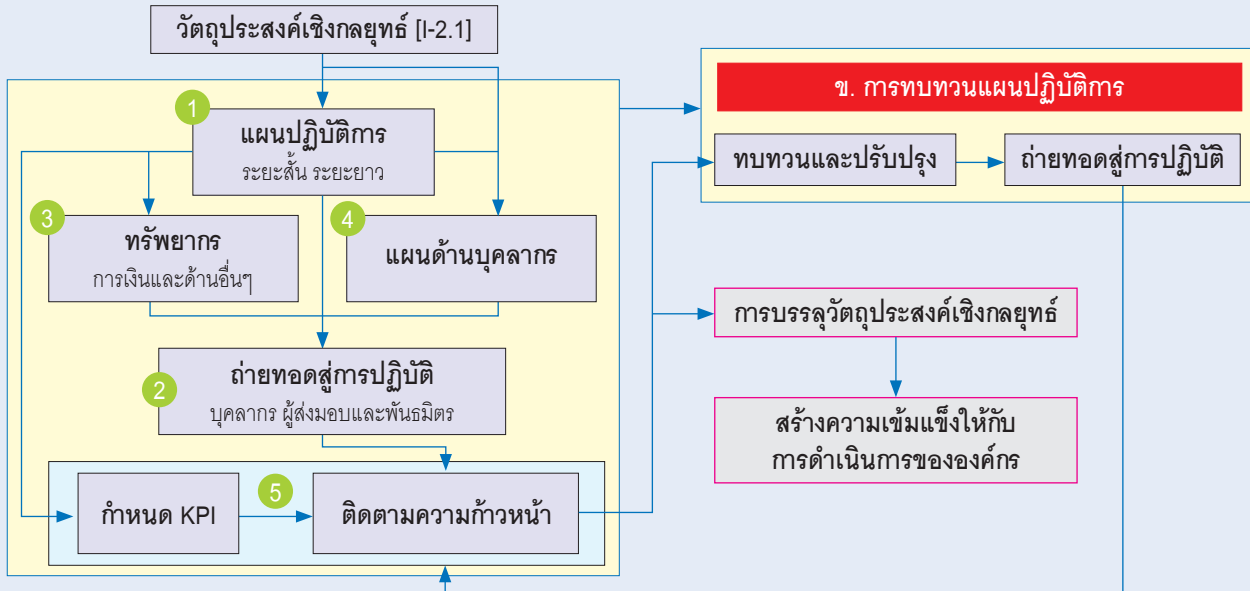 วัตถุประสงค์เชิงกลยุทธ์ [I-2.1]
1
แผนปฏิบัติการ
ระยะสั้น ระยะยาว
3
ทรัพยากร
การเงินและด้านอื่นๆ
4
แผนด้านบุคลากร
2
ถ่ายทอดสู่การปฏิบัติ
บุคลากร ผู้ส่งมอบและพันธมิตร
กำหนด KPI
5
ติดตามความก้าวหน้า
ข. การทบทวนแผนปฏิบัติการ
ทบทวนและปรับปรุง
ถ่ายทอดสู่การปฏิบัติ
การบรรลุวัตถุประสงค์เชิงกลยุทธ์
สร้างความเข้มแข็งให้กับ
การดำเนินการขององค์กร